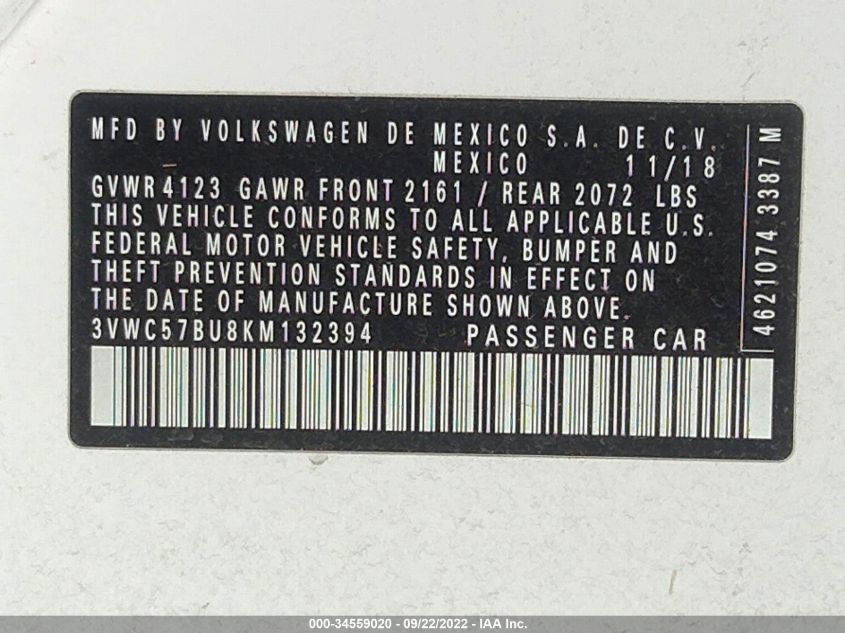 MFD BY VOLKSWAGEN DE MEXICO S.A. DE C.V.
MEXICO 11/18
GVWR 4123 GAWR FRONT 2161 / REAR 2072 LBS
THIS VEHICLE CONFORMS TO ALL APPLICABLE U.S.
FEDERAL MOTOR VEHICLE SAFETY, BUMPER AND
THEFT PREVENTION STANDARDS IN EFFECT ON
THE DATE OF MANUFACTURE SHOWN ABOVE.
3VWC57BU8KM132394 PASSENGER CAR
4621074 3387 M
000-34559020 - 09/22/2022 - IAA Inc.